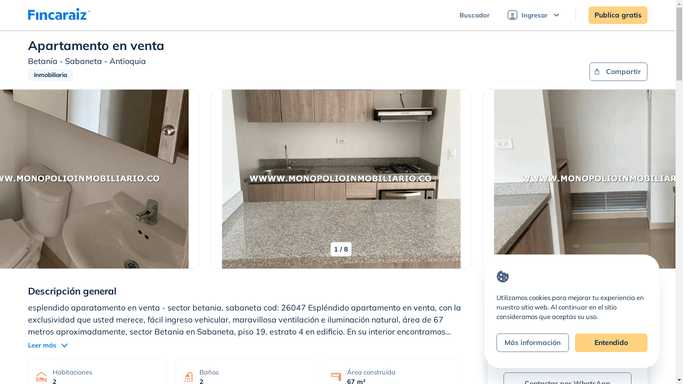 Fincaraiz
Buscador
Ingresar
Publica gratis
Apartamento en venta
Betania - Sabaneta - Antioquia
Inmobiliaria
Compartir
WWW.MONOPOLIOINMOBILIARIO.CO
WWWW.MONOPOLIOINMOBILIARIO.CO
WWW.MONOPOLIOINMOBILIARIO
1 / 8
Descripción general
esplendido aparatamento en venta - sector betania, sabaneta cod: 26047 Espléndido apartamento en venta, con la
exclusividad que usted merece, fácil ingreso vehicular, maravillosa ventilación e iluminación natural, área de 67
metros aproximadamente, sector Betania en Sabaneta, piso 19, estrato 4 en edificio. En su interior encontramos...
Leer más
Utilizamos cookies para mejorar tu experiencia en
nuestro sitio web. Al continuar en el sitio
consideramos que aceptas su uso.
Más información
Entendido
Habitaciones
2
Baños
2
Área construida
67 m²
Contactar por WhatsApp